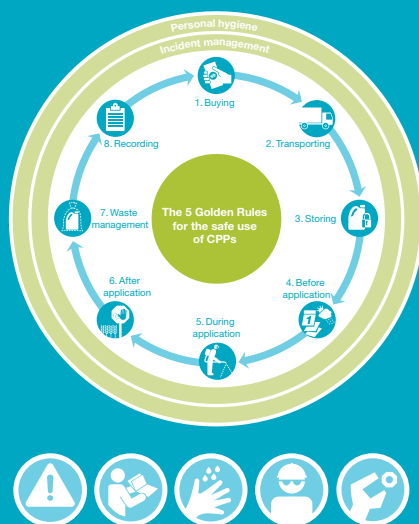 Personal hygiene
Incident management
1. Buying
2. Transporting
3. Storing
4. Before
application
5. During
application
6. After
application
7. Waste
management
8. Recording
The 5 Golden Rules
for the safe use
of CPPs
1